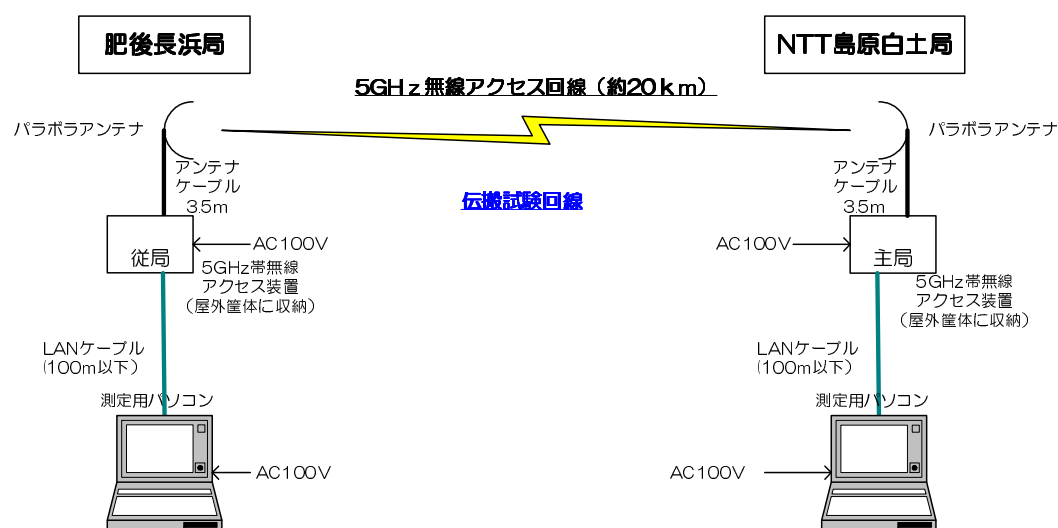 肥後長浜局
NTT島原白土局
5GHz無線アクセス回線（約20km）
パラボラアンテナ
パラボラアンテナ
アンテナ
ケーブル
3.5m
アンテナ
ケーブル
3.5m
伝搬試験回線
従局
AC100V
AC100V
主局
5GHz帯無線
アクセス装置
（屋外筐体に収納）
5GHz帯無線
アクセス装置
（屋外筐体に収納）
LANケーブル
(100m以下）
LANケーブル
(100m以下）
測定用パソコン
測定用パソコン
AC100V
AC100V